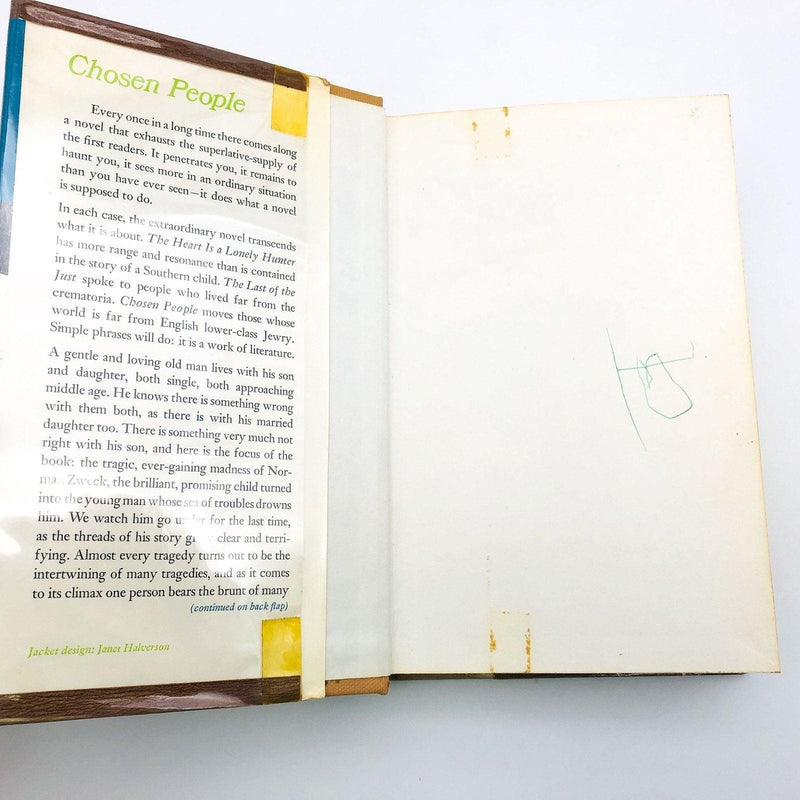 Chosen People
Every once in a long time there comes along
a novel that exhausts the superlative-supply of
the first readers. It penetrates you, it remains to
haunt you, it sees more in an ordinary situation
than you have ever seen—it does what a novel
is supposed to do.
In each case, the extraordinary novel transcends
what it is about. The Heart Is a Lonely Hunter
has more range and resonance than is contained
in the story of a Southern child. The Last of the
Just spoke to people who lived far from the
crematoria. Chosen People moves those whose
world is far from English lower-class Jewry.
Simple phrases will do: it is a work of literature.
A gentle and loving old man lives with his son
and daughter, both single, both approaching
middle age. He knows there is something wrong
with them both, as there is with his married
daughter too. There is something very much not
right with his son, and here is the focus of the
book: the tragic, ever-gaining madness of Nor-
man Zweck, the brilliant, promising child turned
into the young man whose sea of troubles drowns
him. We watch him go under for the last time,
as the threads of his story clear and terri-
fying. Almost every tragedy turns out to be the
intertwining of many tragedies, and as it comes
to its climax one person bears the brunt of many
(continued on back flap)
Jacket design: Janet Halverson